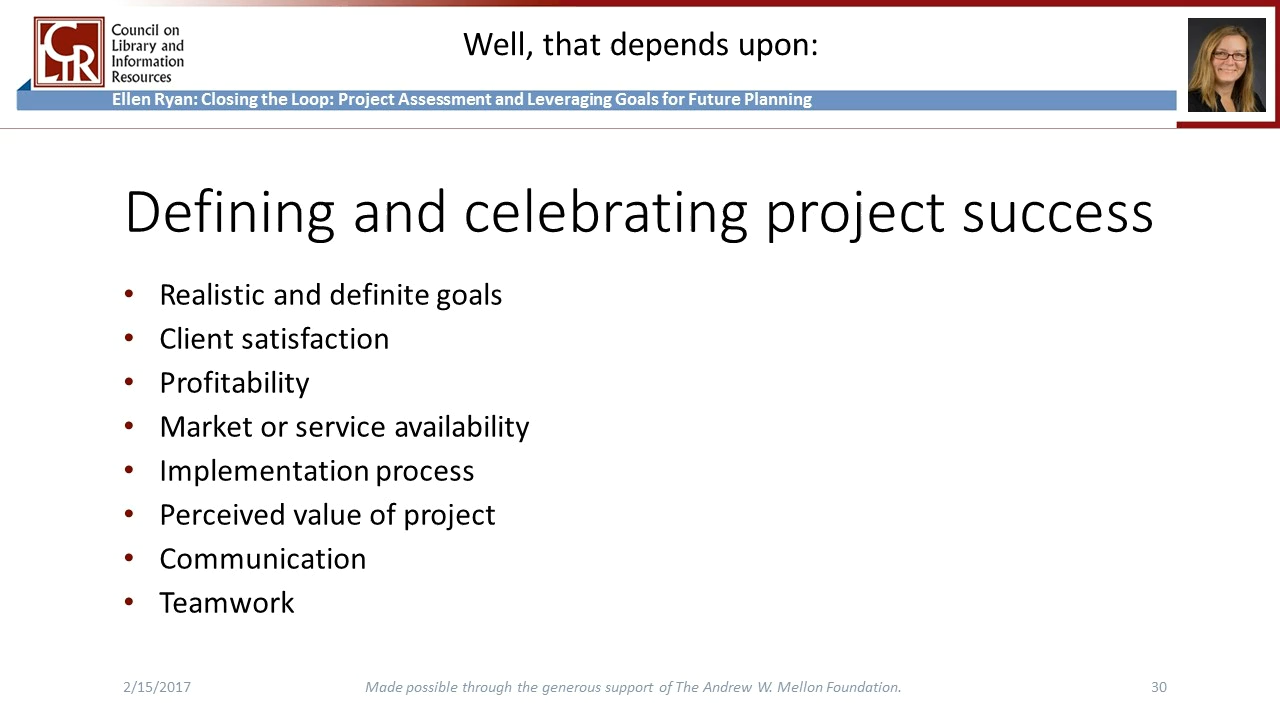 CLIR
Council on
Library and
Information
Resources
Well, that depends upon:
Ellen Ryan: Closing the Loop: Project Assessment and Leveraging Goals for Future Planning
Defining and celebrating project success
• Realistic and definite goals
• Client satisfaction
• Profitability
• Market or service availability
• Implementation process
• Perceived value of project
• Communication
• Teamwork
2/15/2017
Made possible through the generous support of The Andrew W. Mellon Foundation.
30